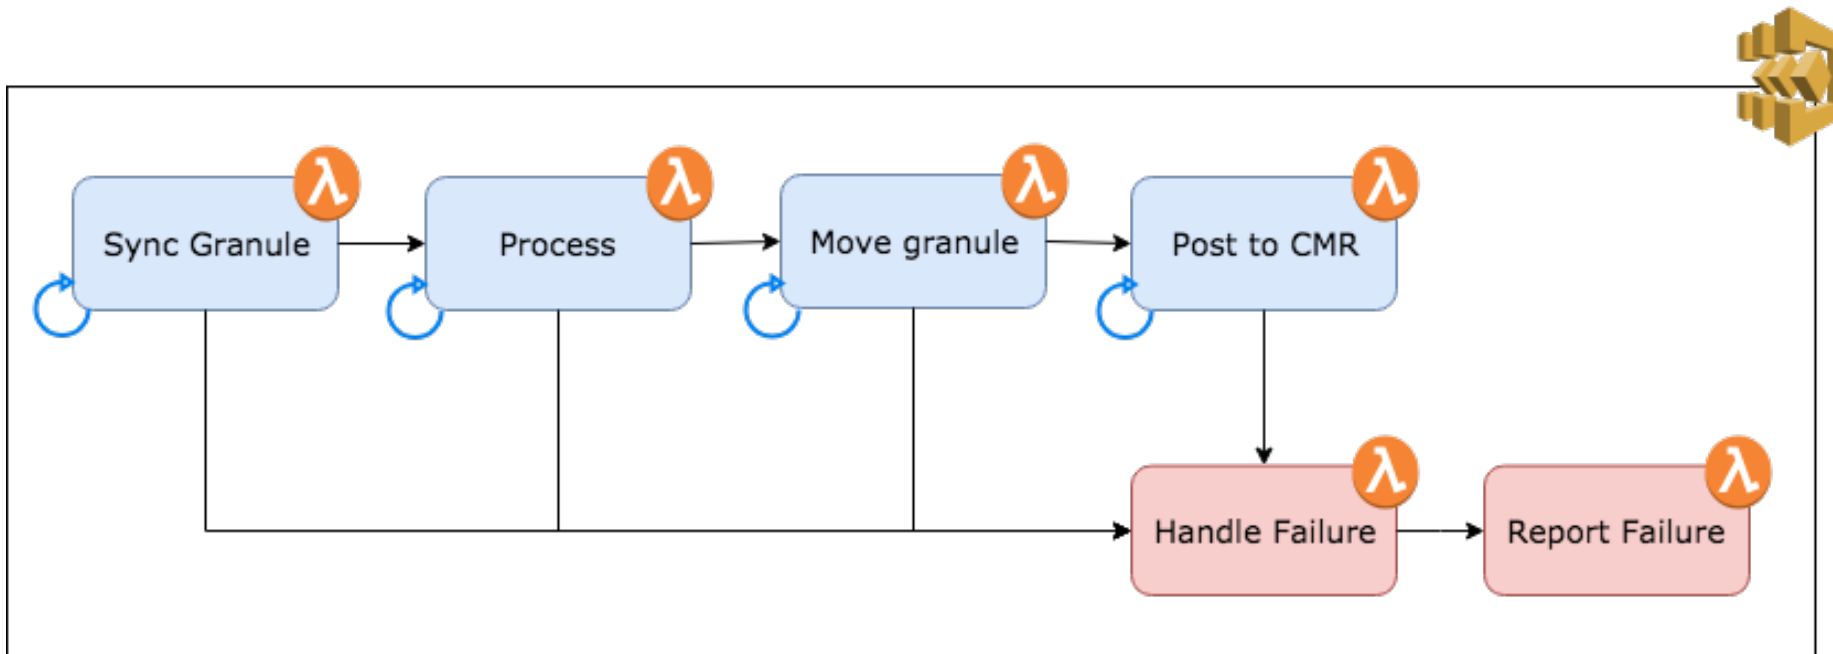 Sync Granule
Process
Move granule
Post to CMR
Handle Failure
Report Failure